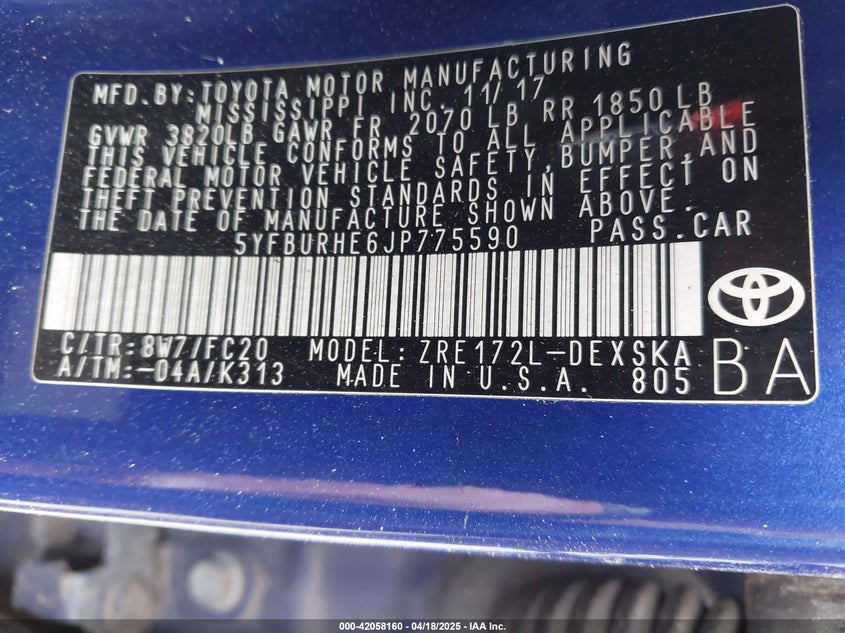 MFD.BY:TOYOTA MOTOR MANUFACTURING
MISSISSIPPI INC. 11/17
GVWR 3820LB GAWR FR 2070 LB RR 1850 LB
THIS VEHICLE CONFORMS TO ALL APPLICABLE
FEDERAL MOTOR VEHICLE SAFETY,BUMPER,AND
THEFT PREVENTION STANDARDS IN EFFECT ON
THE DATE OF MANUFACTURE SHOWN ABOVE.
5YFBURHE6JP775590 PASS.CAR
C/TR:8W7/FC20 MODEL:ZRE172L-DEXSKA
A/TM:-04A/K313 MADE IN U.S.A. 805
BA
000-42058160 - 04/18/2025 - IAA Inc.